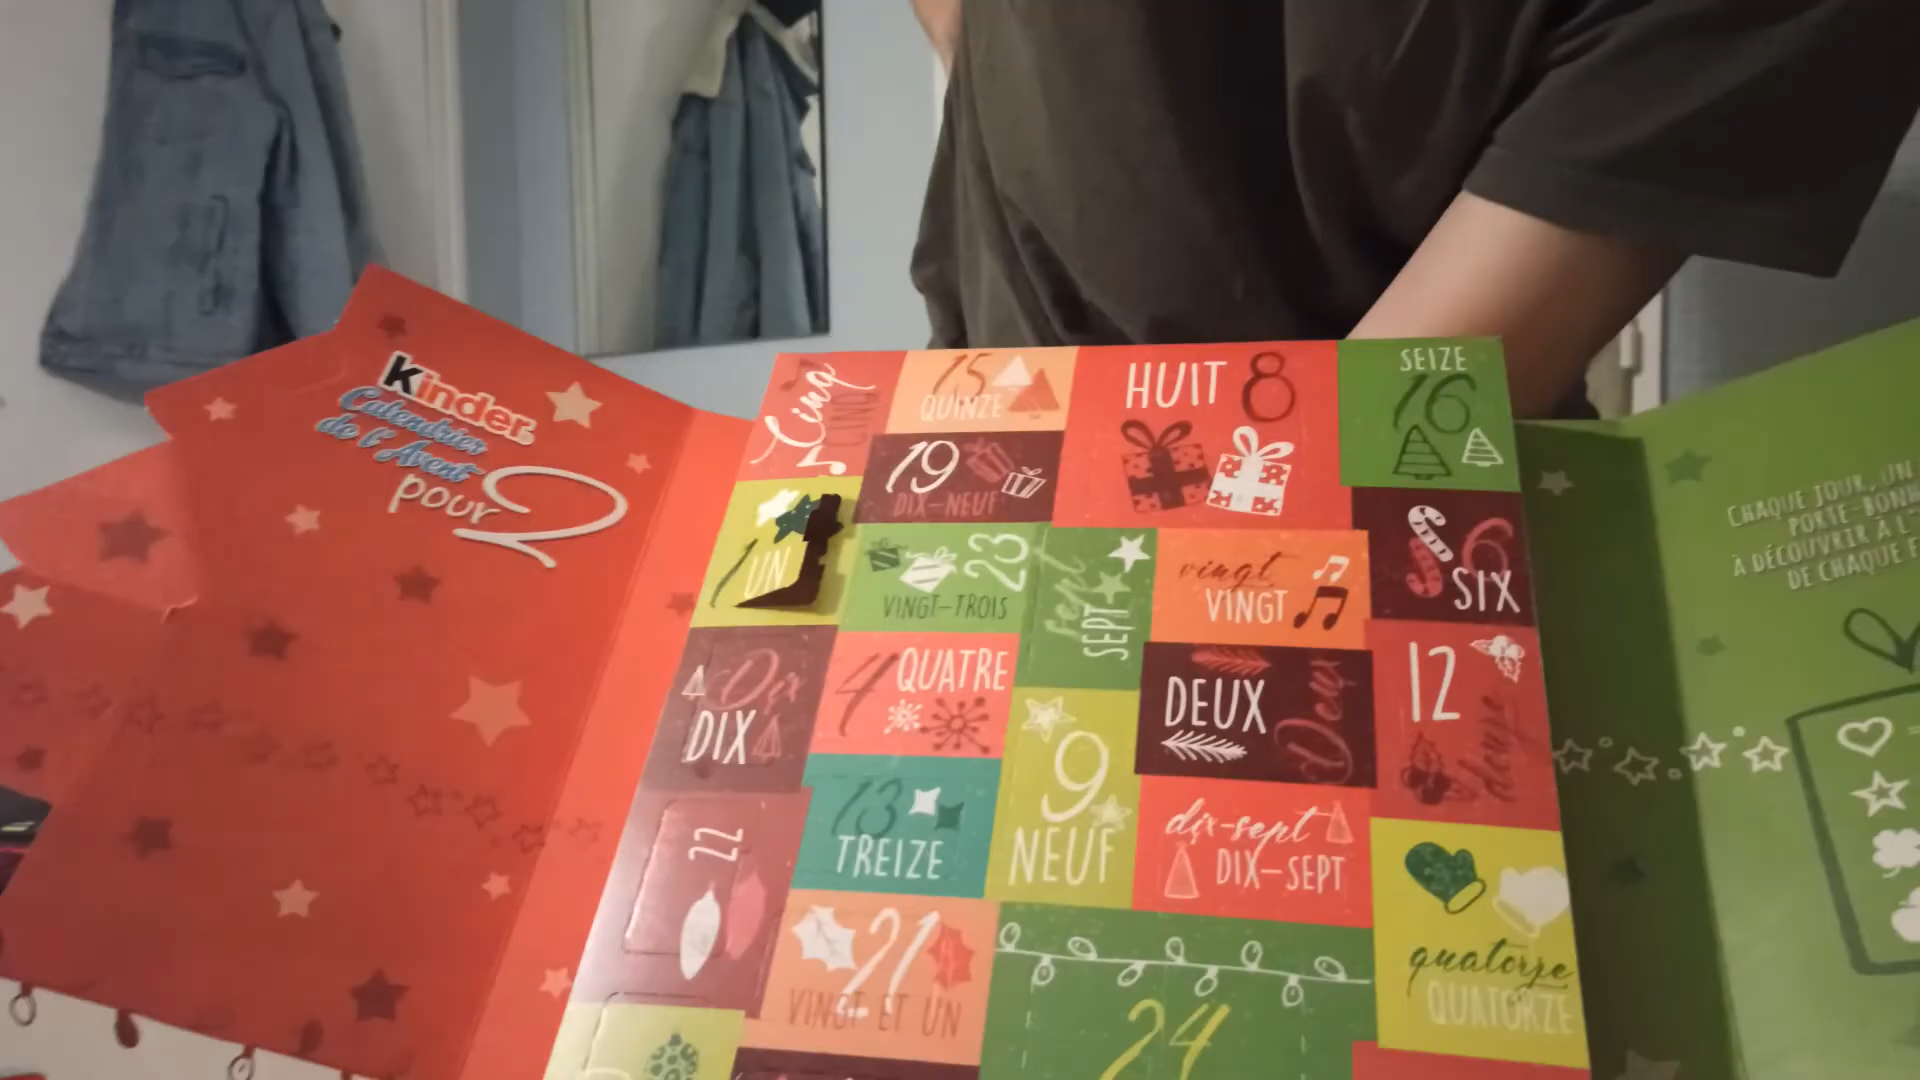 kinder
Calendrier
de l'Avent
pour 2
Cinq
CINQ
15
QUINZE
HUIT 8
SEIZE
16
19
DIX-NEUF
1
UN
23
VINGT-TROIS
sept
SEPT
vingt
VINGT
6
SIX
Dix
DIX
4 QUATRE
DEUX
Deux
12
douze
13
TREIZE
9
NEUF
dix-sept
DIX-SEPT
22
21
VINGT ET UN
24
quatorze
QUATORZE
CHAQUE JOUR, UN
PORTE-BONH
À DÉCOUVRIR À L'
DE CHAQUE